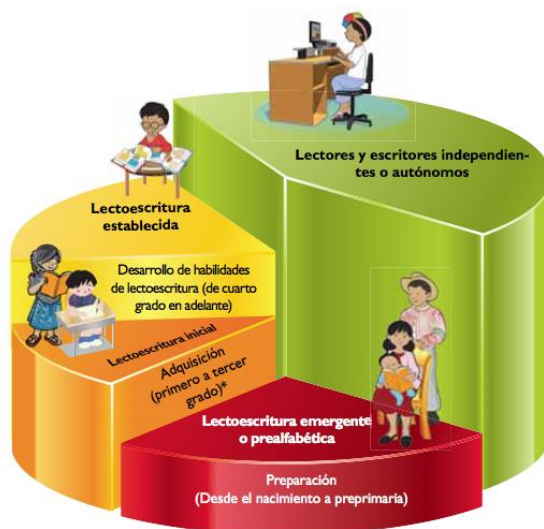 Lectores y escritores independien-
tes o autónomos
Lectoescritura
establecida
Desarrollo de habilidades
de lectoescritura (de cuarto
grado en adelante)
Lectoescritura inicial
Adquisición
(primero a tercer
grado)*
Lectoescritura emergente
o prealfabética
Preparación
(Desde el nacimiento a preprimaria)